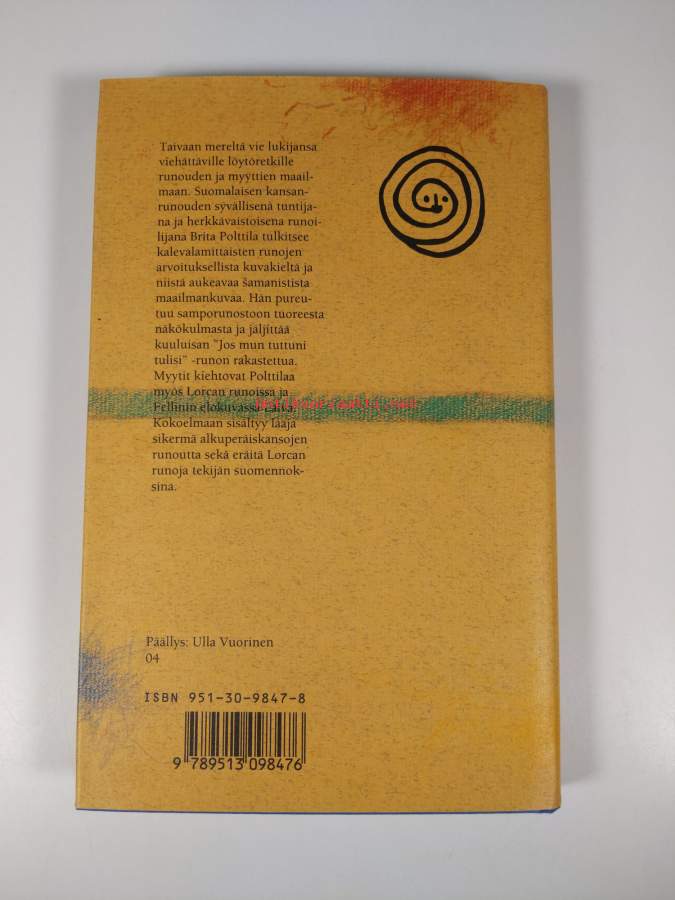 Taivaan mereltä vie lukijansa
viehättäville löytöretkille
runouden ja myyttien maail-
maan. Suomalaisen kansan-
runouden syvällisenä tuntija-
na ja herkkävaistoisena runoi-
lijana Brita Polttila tulkitsee
kalevalamittaisten runojen
arvoituksellista kuvakieltä ja
niistä aukeavaa šamanistista
maailmankuvaa. Hän pureu-
tuu samporunostoon tuoreesta
näkökulmasta ja jäljittää
kuuluisan "Jos mun tuttuni
tulisi" -runon rakastettua.
Myytit kiehtovat Polttilaa
myös Lorcan runoissa ja
Fellinin elokuvassa
Kokoelmaan sisältyy laaja
sikermä alkuperäiskansojen
runoutta sekä eräitä Lorcan
runoja tekijän suomennok-
sina.
Päällys: Ulla Vuorinen
04
ISBN 951-30-9847-8
9 789513 098476